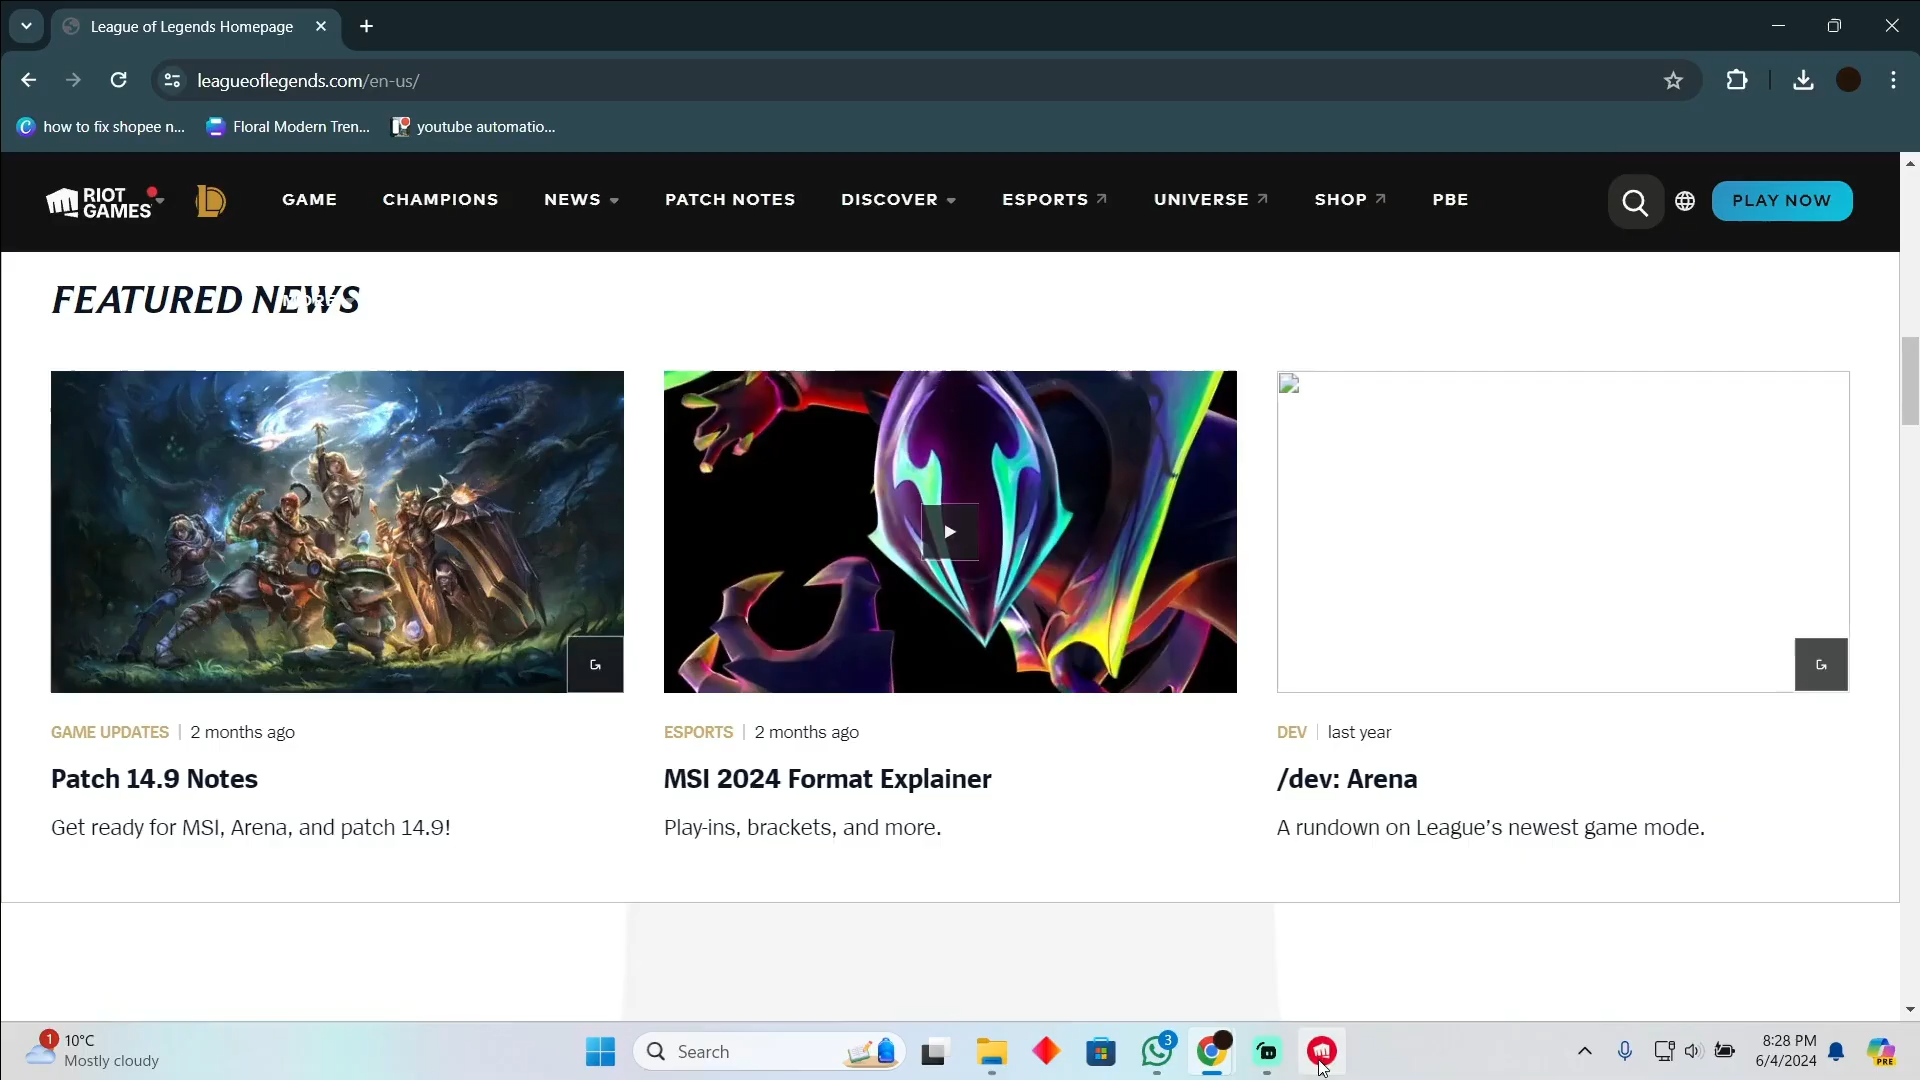 League of Legends Homepage
leagueoflegends.com/en-us/
how to fix shopee n...
Floral Modern Tren...
youtube automatio...
RIOT GAMES
GAME
CHAMPIONS
NEWS
PATCH NOTES
DISCOVER
ESPORTS
UNIVERSE
SHOP
PBE
PLAY NOW
FEATURED NEWS
MORE
GAME UPDATES | 2 months ago
Patch 14.9 Notes
Get ready for MSI, Arena, and patch 14.9!
ESPORTS | 2 months ago
MSI 2024 Format Explainer
Play-ins, brackets, and more.
DEV | last year
/dev: Arena
A rundown on League’s newest game mode.
1
10°C
Mostly cloudy
Search
3
8:28 PM
6/4/2024
PRE